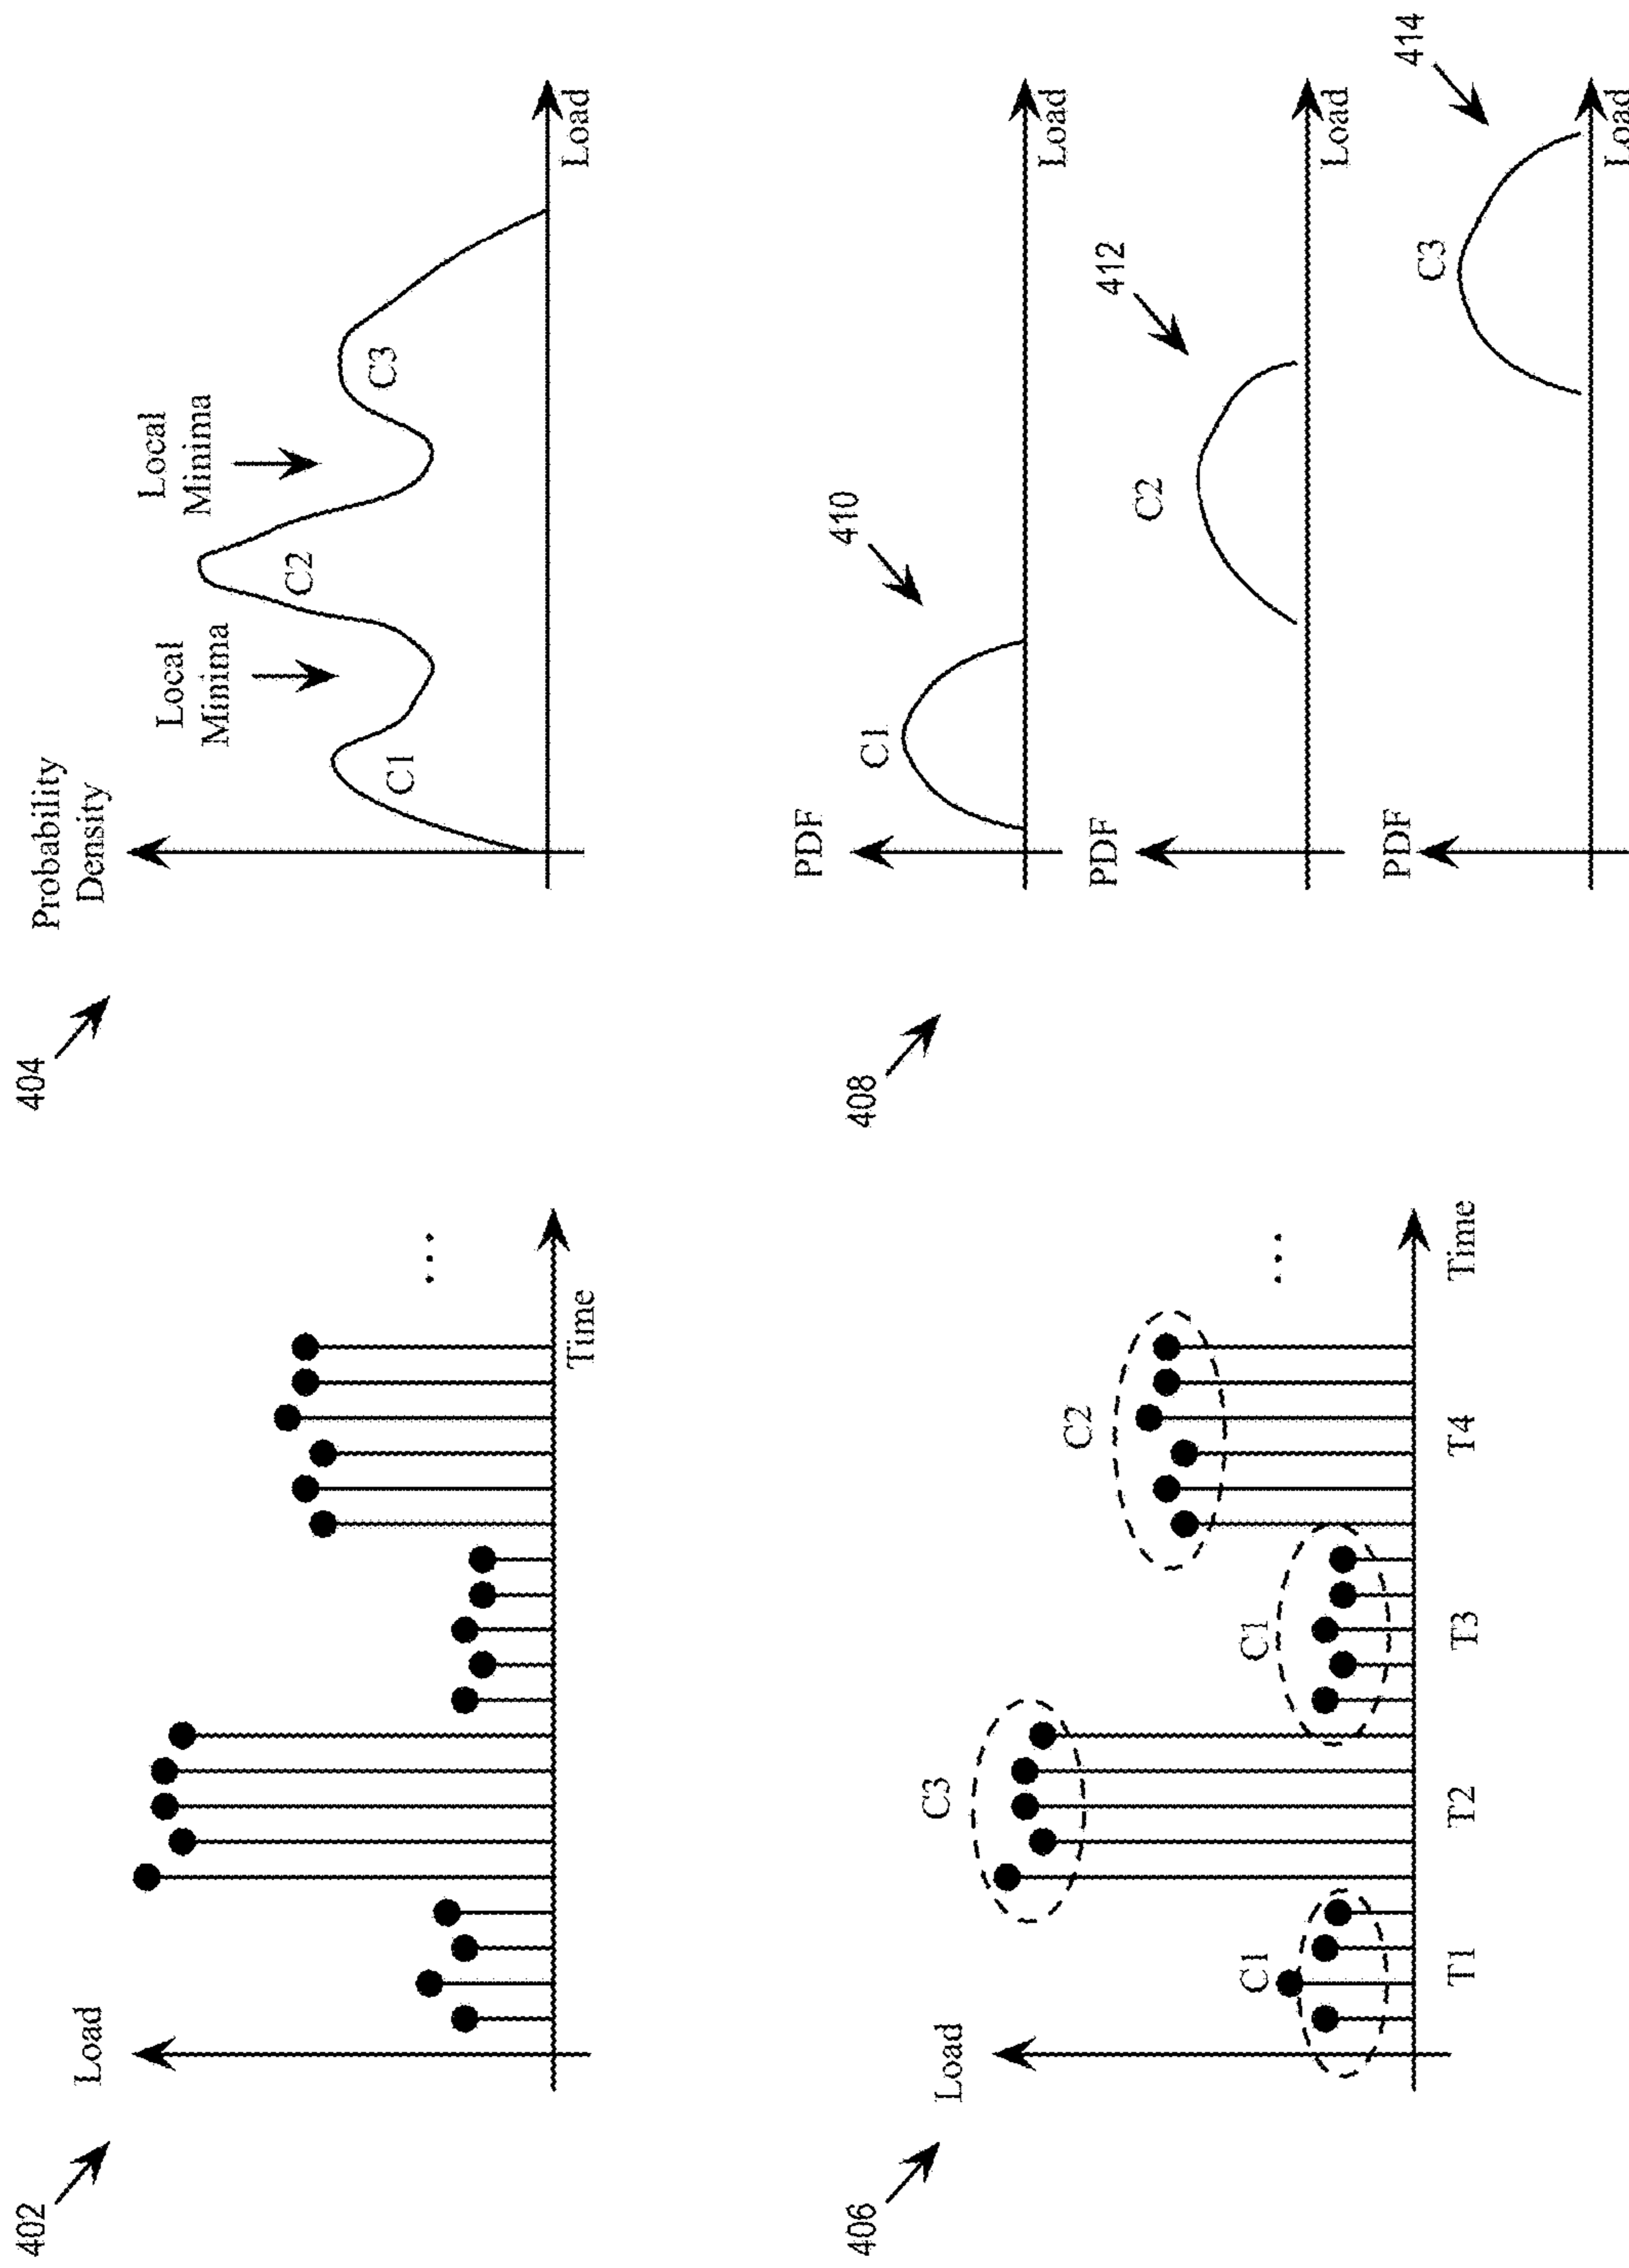 402
Load
Time
...
404
Probability
Density
C1
Local
Minima
C2
Local
Minima
C3
Load
406
Load
C1
C3
C1
C2
...
T1
T2
T3
T4
Time
408
PDF
C1
410
Load
PDF
C2
412
Load
PDF
C3
414
Load